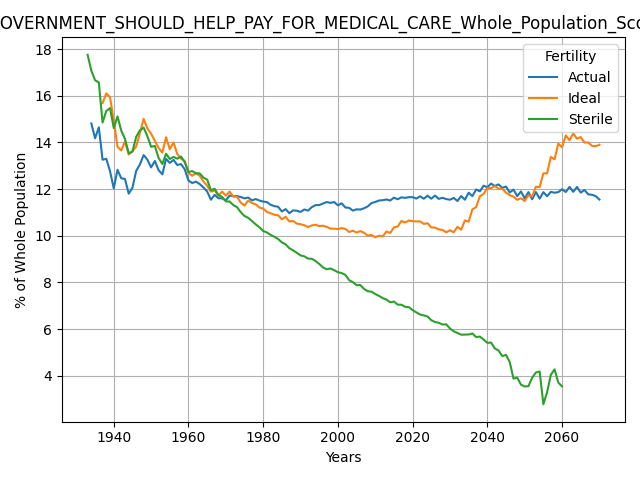 OVERNMENT_SHOULD_HELP_PAY_FOR_MEDICAL_CARE_Whole_Population_Sco
Fertility
Actual
Ideal
Sterile
% of Whole Population
18
16
14
12
10
8
6
4
1940 1960 1980 2000 2020 2040 2060
Years